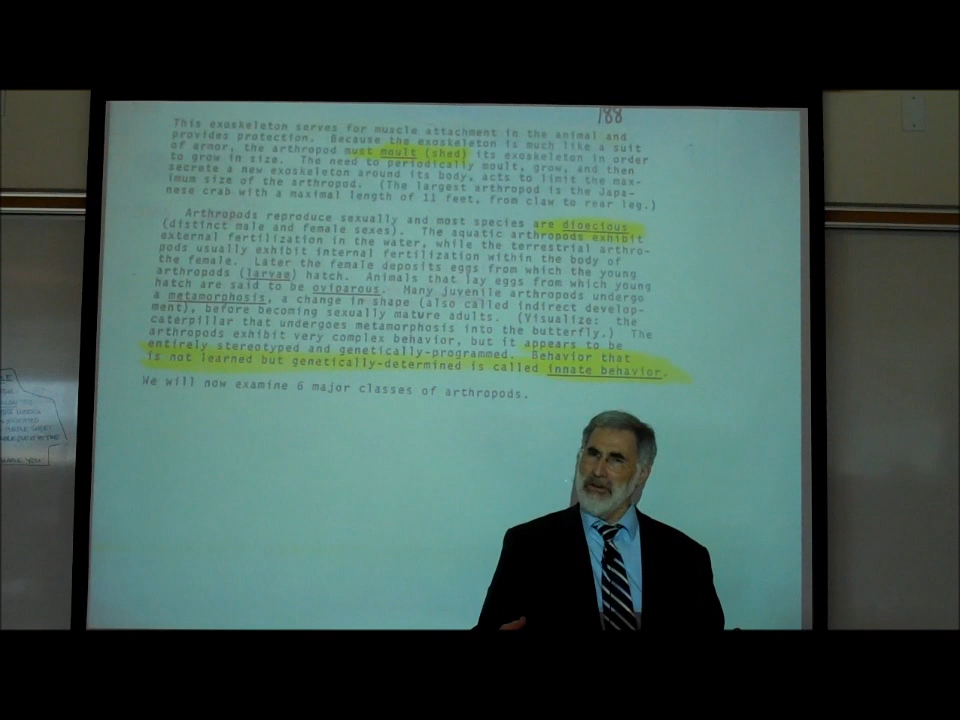 188
This exoskeleton serves for muscle attachment in the animal and
provides protection. Because the exoskeleton is much like a suit
of armor, the arthropod must moult (shed) its exoskeleton in order
to grow in size. The need to periodically moult, grow, and then
secrete a new exoskeleton around its body, acts to limit the max-
imum size of the arthropod. (The largest arthropod is the Japa-
nese crab with a maximal length of 11 feet, from claw to rear leg.)
Arthropods reproduce sexually and most species are dioecious
(distinct male and female sexes). The aquatic arthropods exhibit
external fertilization in the water, while the terrestrial arthro-
pods usually exhibit internal fertilization within the body of
the female. Later the female deposits eggs from which the young
arthropods (larvae) hatch. Animals that lay eggs from which young
hatch are said to be oviparous. Many juvenile arthropods undergo
a metamorphosis, a change in shape (also called indirect develop-
ment), before becoming sexually mature adults. (Visualize: the
caterpillar that undergoes metamorphosis into the butterfly.) The
arthropods exhibit very complex behavior, but it appears to be
entirely stereotyped and genetically-programmed. Behavior that
is not learned but genetically-determined is called innate behavior.
We will now examine 6 major classes of arthropods.